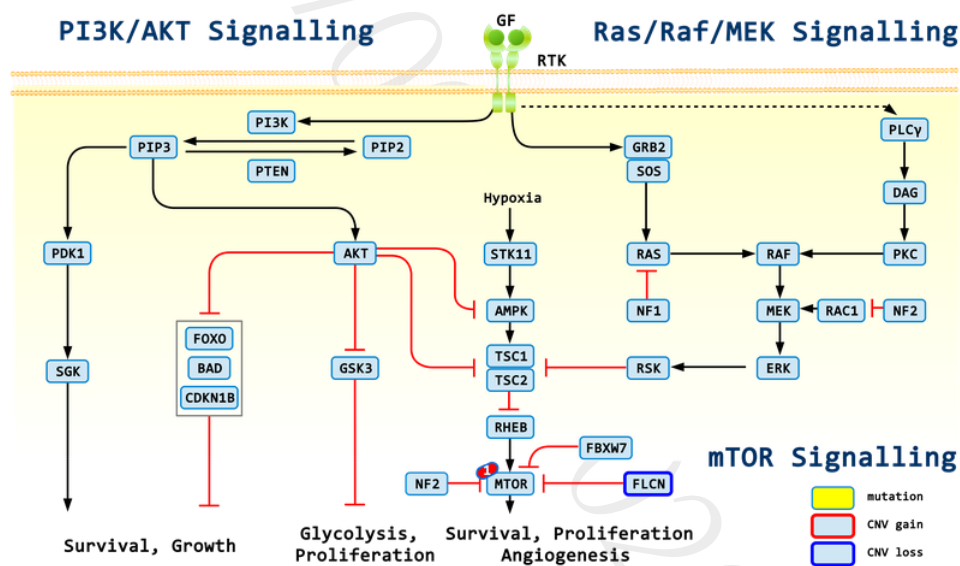 PI3K/AKT Signalling
GF
Ras/Raf/MEK Signalling
RTK
PI3K
PLCγ
PIP3
PIP2
GRB2
PTEN
SOS
DAG
Hypoxia
PDK1
AKT
STK11
RAS
RAF
PKC
AMPK
NF1
MEK
RAC1
NF2
FOXO
TSC1
SGK
BAD
GSK3
TSC2
RSK
ERK
CDKN1B
RHEB
FBXW7
mTOR Signalling
NF2
MTOR
FLCN
mutation
CNV gain
CNV loss
Survival, Growth
Glycolysis,
Proliferation
Survival, Proliferation
Angiogenesis